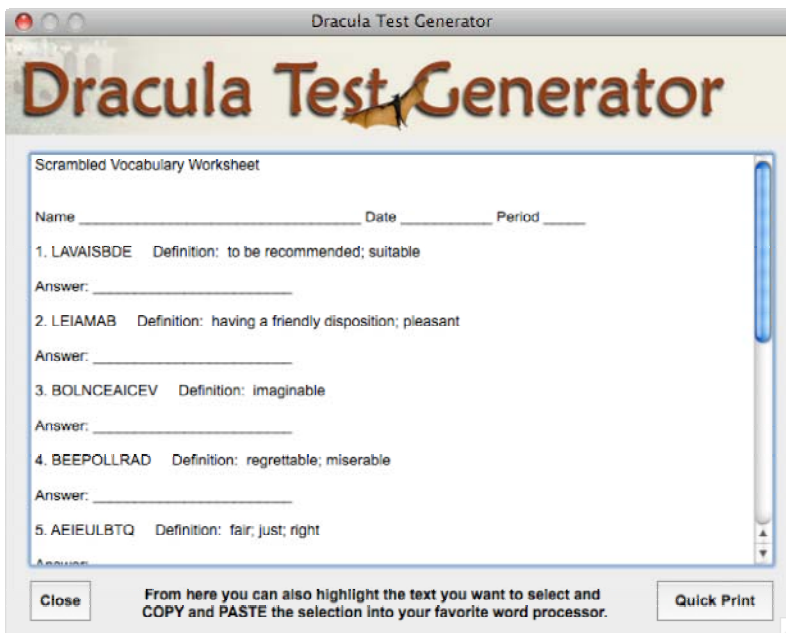 Dracula Test Generator
Dracula Test Generator
Scrambled Vocabulary Worksheet
Name ______________________________ Date __________ Period _____
1. LAVAISBDE Definition: to be recommended; suitable
Answer: ______________________
2. LEIAMAB Definition: having a friendly disposition; pleasant
Answer: ______________________
3. BOLNCEAICEV Definition: imaginable
Answer: ______________________
4. BEEPOLLRAD Definition: regrettable; miserable
Answer: ______________________
5. AEIEULBTQ Definition: fair; just; right
Answer:
Close
From here you can also highlight the text you want to select and
COPY and PASTE the selection into your favorite word processor.
Quick Print